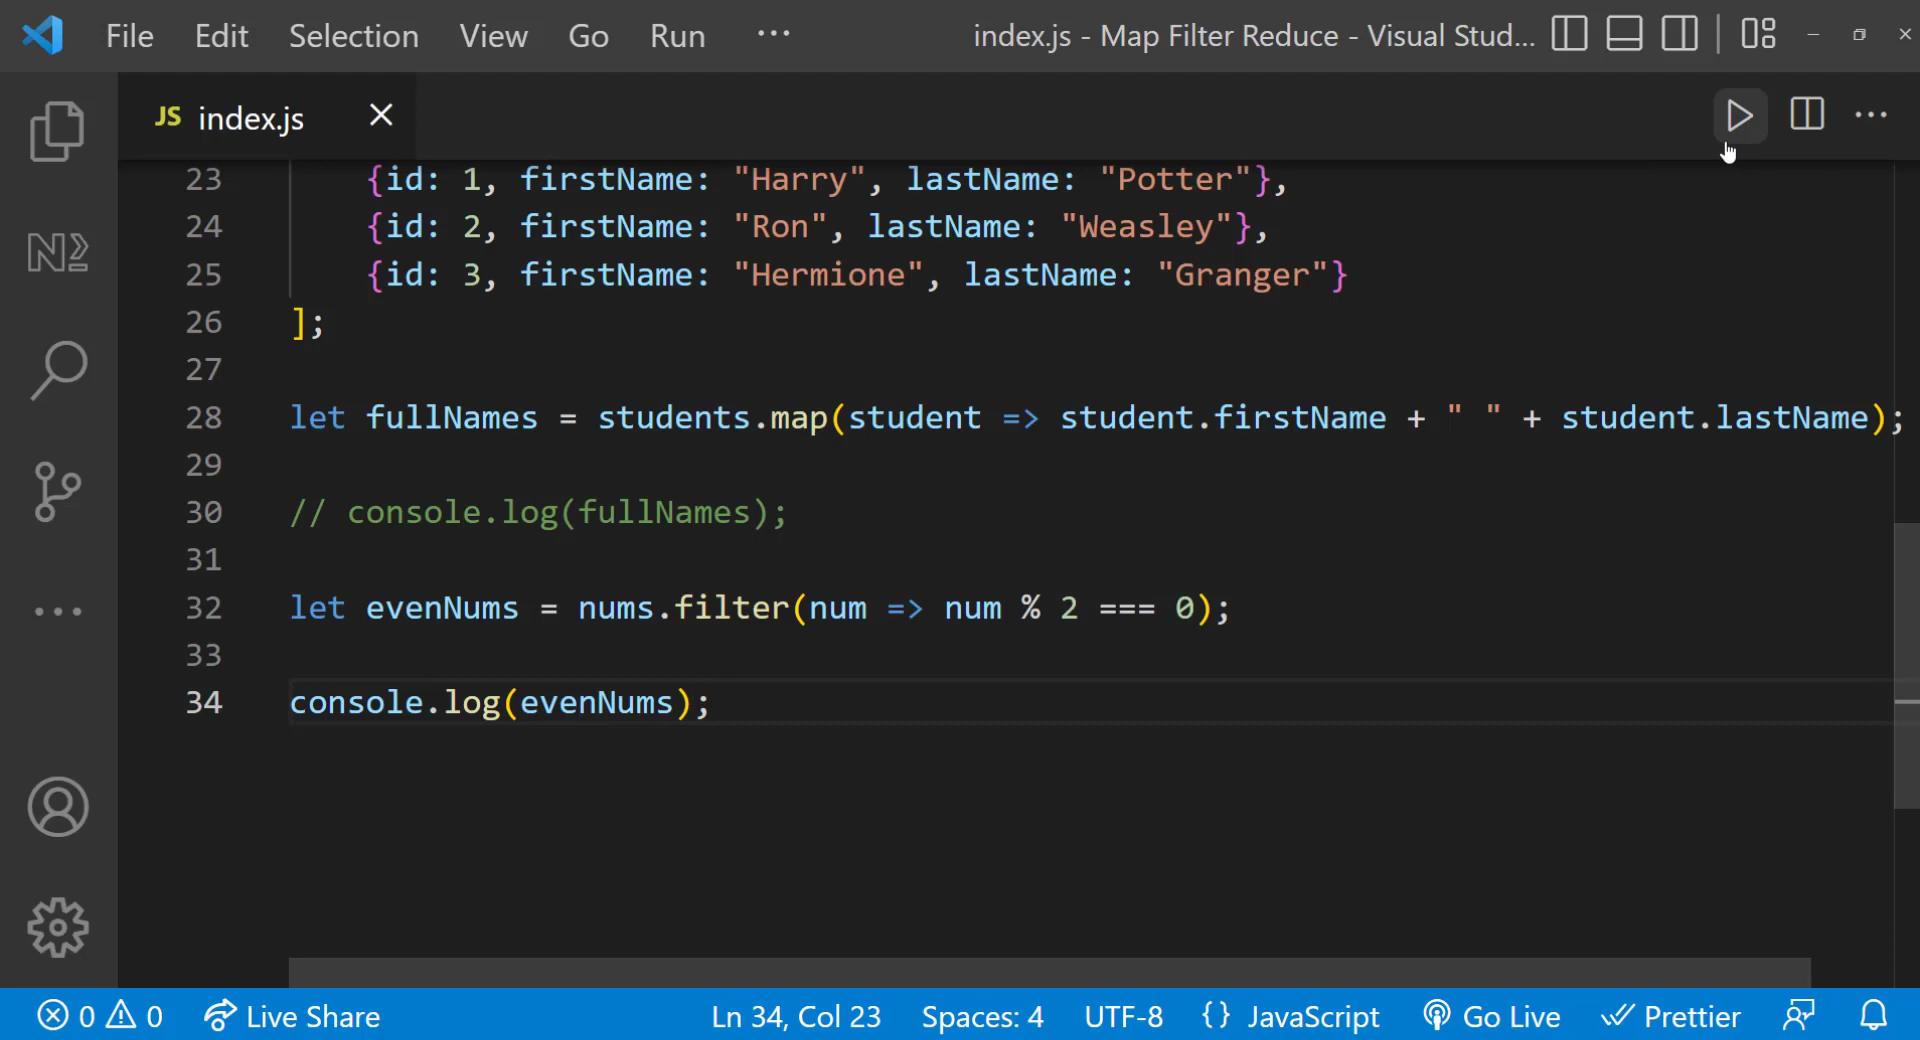 File Edit Selection View Go Run ··· index.js - Map Filter Reduce - Visual Stud...
JS index.js
23 {id: 1, firstName: "Harry", lastName: "Potter"},
24 {id: 2, firstName: "Ron", lastName: "Weasley"},
25 {id: 3, firstName: "Hermione", lastName: "Granger"}
26 ];
27
28 let fullNames = students.map(student => student.firstName + " " + student.lastName);
29
30 // console.log(fullNames);
31
32 let evenNums = nums.filter(num => num % 2 === 0);
33
34 console.log(evenNums);
0 0 Live Share Ln 34, Col 23 Spaces: 4 UTF-8 {} JavaScript Go Live Prettier